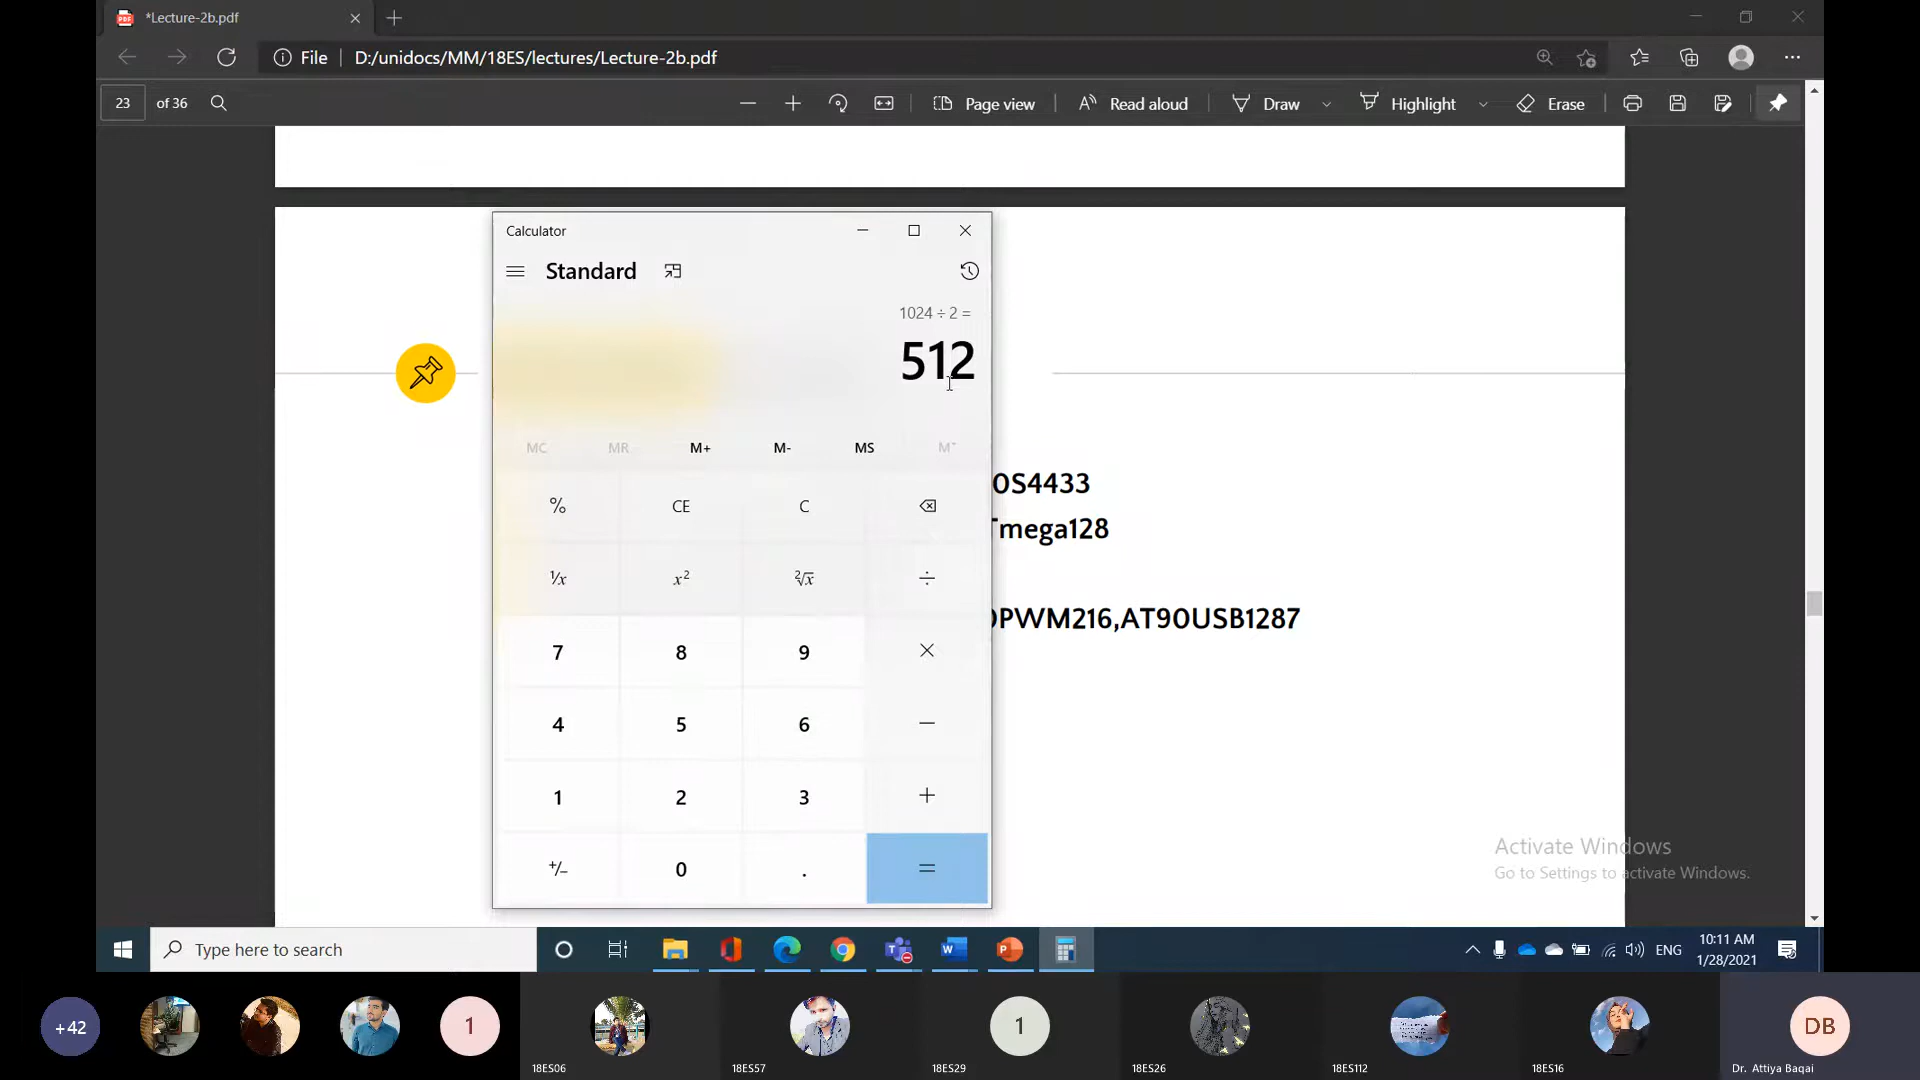 *Lecture-2b.pdf
File
D:/unidocs/MM/18ES/lectures/Lecture-2b.pdf
23 of 36
Page view
Read aloud
Draw
Highlight
Erase
Calculator
Standard
1024 ÷ 2 =
512
MC MR M+ M- MS M˅
% CE C
¹/x x² ²√x ÷
7 8 9 ×
4 5 6 −
1 2 3 +
+/− 0 . =
0S4433
Tmega128
PWM216,AT90USB1287
Activate Windows
Go to Settings to activate Windows.
Type here to search
ENG
10:11 AM
1/28/2021
+42
1
1
DB
18ES06
18ES57
18ES29
18ES26
18ES112
18ES16
Dr. Attiya Baqai